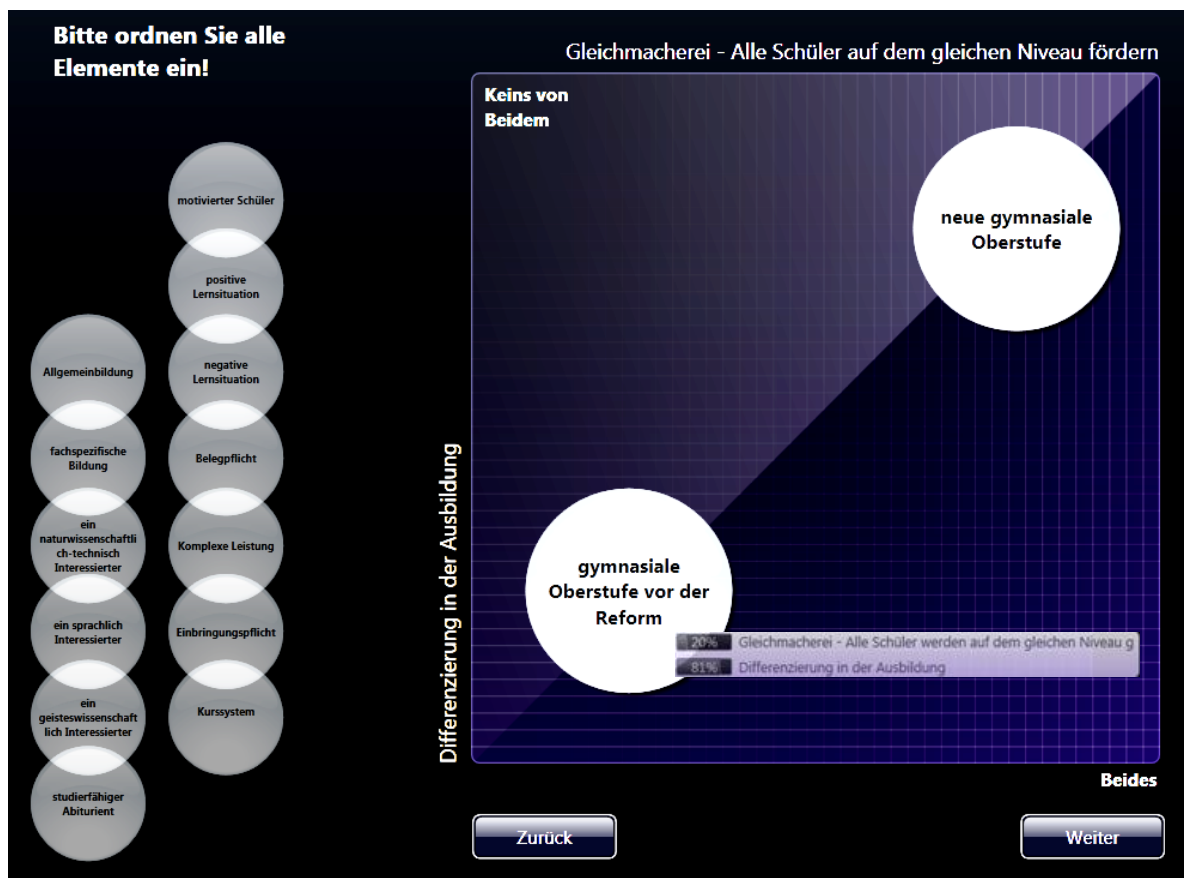 Bitte ordnen Sie alle
Elemente ein!
Gleichmacherei - Alle Schüler auf dem gleichen Niveau fördern
Keins von
Beidem
neue gymnasiale
Oberstufe
gymnasiale
Oberstufe vor der
Reform
20% Gleichmacherei - Alle Schüler werden auf dem gleichen Niveau g
81% Differenzierung in der Ausbildung
Differenzierung in der Ausbildung
Beides
motivierter Schüler
positive
Lernsituation
negative
Lernsituation
Belegpflicht
Komplexe Leistung
Einbringungspflicht
Kurssystem
Allgemeinbildung
fachspezifische
Bildung
ein
naturwissenschaftli
ch-technisch
Interessierter
ein sprachlich
Interessierter
ein
geisteswissenschaft
lich Interessierter
studierfähiger
Abiturient
Zurück
Weiter